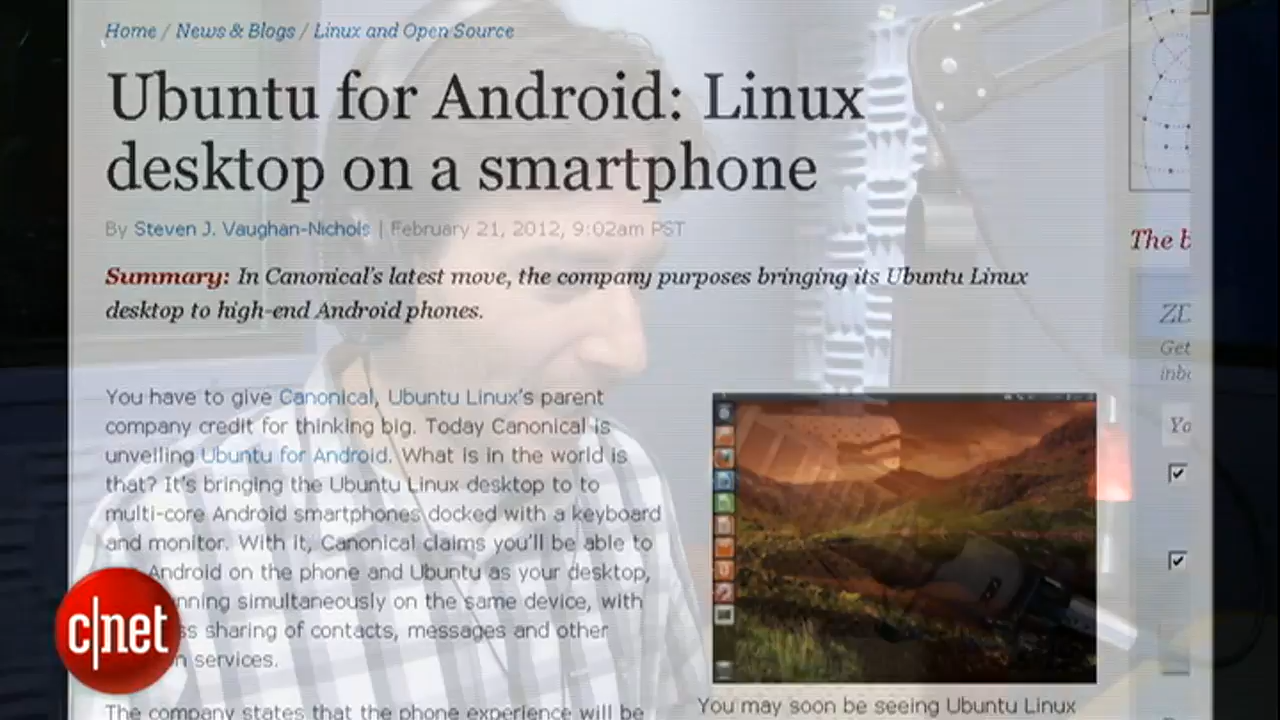 Home / News & Blogs / Linux and Open Source
Ubuntu for Android: Linux
desktop on a smartphone
By Steven J. Vaughan-Nichols | February 21, 2012, 9:02am PST
Summary: In Canonical's latest move, the company purposes bringing its Ubuntu Linux
desktop to high-end Android phones.
You have to give Canonical, Ubuntu Linux's parent
company credit for thinking big. Today Canonical is
unveiling Ubuntu for Android. What is in the world is
that? It's bringing the Ubuntu Linux desktop to to
multi-core Android smartphones docked with a keyboard
and monitor. With it, Canonical claims you'll be able to
Android on the phone and Ubuntu as your desktop,
nning simultaneously on the same device, with
ss sharing of contacts, messages and other
n services.
The company states that the phone experience will be
You may soon be seeing Ubuntu Linux
The b
ZD
Get
inbo
Yo
c|net